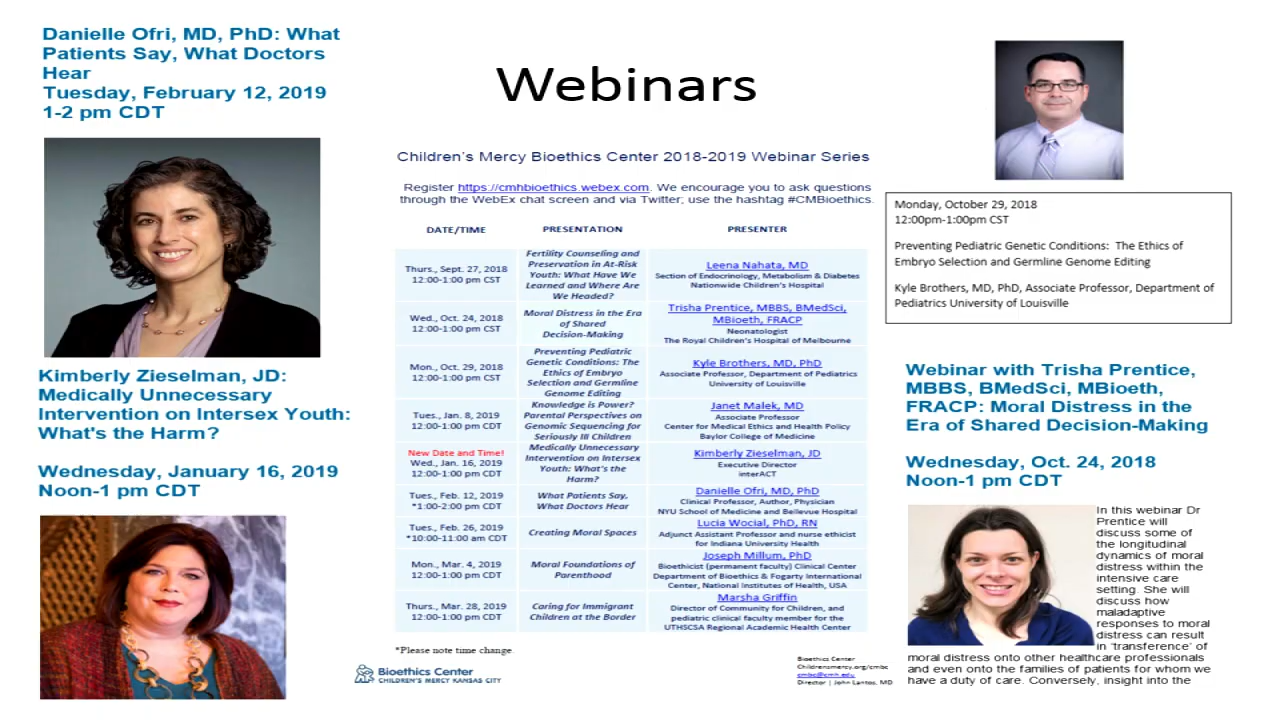 Danielle Ofri, MD, PhD: What
Patients Say, What Doctors
Hear
Tuesday, February 12, 2019
1-2 pm CDT
Kimberly Zieselman, JD:
Medically Unnecessary
Intervention on Intersex Youth:
What's the Harm?
Wednesday, January 16, 2019
Noon-1 pm CDT
Webinars
Children's Mercy Bioethics Center 2018-2019 Webinar Series
Register https://cmhbioethics.webex.com. We encourage you to ask questions
through the WebEx chat screen and via Twitter; use the hashtag #CMBioethics.
DATE/TIME PRESENTATION PRESENTER
Thurs., Sept. 27, 2018
12:00-1:00 pm CST
Fertility Counseling and
Preservation in At-Risk
Youth: What Have We
Learned and Where Are
We Headed?
Leena Nahata, MD
Section of Endocrinology, Metabolism & Diabetes
Nationwide Children's Hospital
Wed., Oct. 24, 2018
12:00-1:00 pm CST
Moral Distress in the Era
of Shared
Decision-Making
Trisha Prentice, MBBS, BMedSci,
MBioeth, FRACP
Neonatologist
The Royal Children's Hospital of Melbourne
Mon., Oct. 29, 2018
12:00-1:00 pm CST
Preventing Pediatric
Genetic Conditions: The
Ethics of Embryo
Selection and Germline
Genome Editing
Kyle Brothers, MD, PhD
Associate Professor, Department of Pediatrics
University of Louisville
Tues., Jan. 8, 2019
12:00-1:00 pm CDT
Knowledge is Power?
Parental Perspectives on
Genomic Sequencing for
Seriously Ill Children
Janet Malek, MD
Associate Professor
Center for Medical Ethics and Health Policy
Baylor College of Medicine
New Date and Time!
Wed., Jan. 16, 2019
12:00-1:00 pm CDT
Medically Unnecessary
Intervention on Intersex
Youth: What's the
Harm?
Kimberly Zieselman, JD
Executive Director
interACT
Tues., Feb. 12, 2019
*1:00-2:00 pm CDT
What Patients Say,
What Doctors Hear
Danielle Ofri, MD, PhD
Clinical Professor, Author, Physician
NYU School of Medicine and Bellevue Hospital
Tues., Feb. 26, 2019
*10:00-11:00 am CDT
Creating Moral Spaces
Lucia Wocial, PhD, RN
Adjunct Assistant Professor and nurse ethicist
for Indiana University Health
Mon., Mar. 4, 2019
12:00-1:00 pm CDT
Moral Foundations of
Parenthood
Joseph Millum, PhD
Bioethicist (permanent faculty) Clinical Center
Department of Bioethics & Fogarty International
Center, National Institutes of Health, USA
Thurs., Mar. 28, 2019
12:00-1:00 pm CDT
Caring for Immigrant
Children at the Border
Marsha Griffin
Director of Community for Children, and
pediatric clinical faculty member for the
UTHSCSA Regional Academic Health Center
*Please note time change.
Bioethics Center
CHILDREN'S MERCY KANSAS CITY
Bioethics Center
Childrensmercy.org/cmbc
cmbc@cmh.edu
Director | John Lantos, MD
Monday, October 29, 2018
12:00pm-1:00pm CST
Preventing Pediatric Genetic Conditions: The Ethics of
Embryo Selection and Germline Genome Editing
Kyle Brothers, MD, PhD, Associate Professor, Department of
Pediatrics University of Louisville
Webinar with Trisha Prentice,
MBBS, BMedSci, MBioeth,
FRACP: Moral Distress in the
Era of Shared Decision-Making
Wednesday, Oct. 24, 2018
Noon-1 pm CDT
In this webinar Dr
Prentice will
discuss some of
the longitudinal
dynamics of moral
distress within the
intensive care
setting. She will
discuss how
maladaptive
responses to moral
distress can result
in 'transference' of
moral distress onto other healthcare professionals
and even onto the families of patients for whom we
have a duty of care. Conversely, insight into the